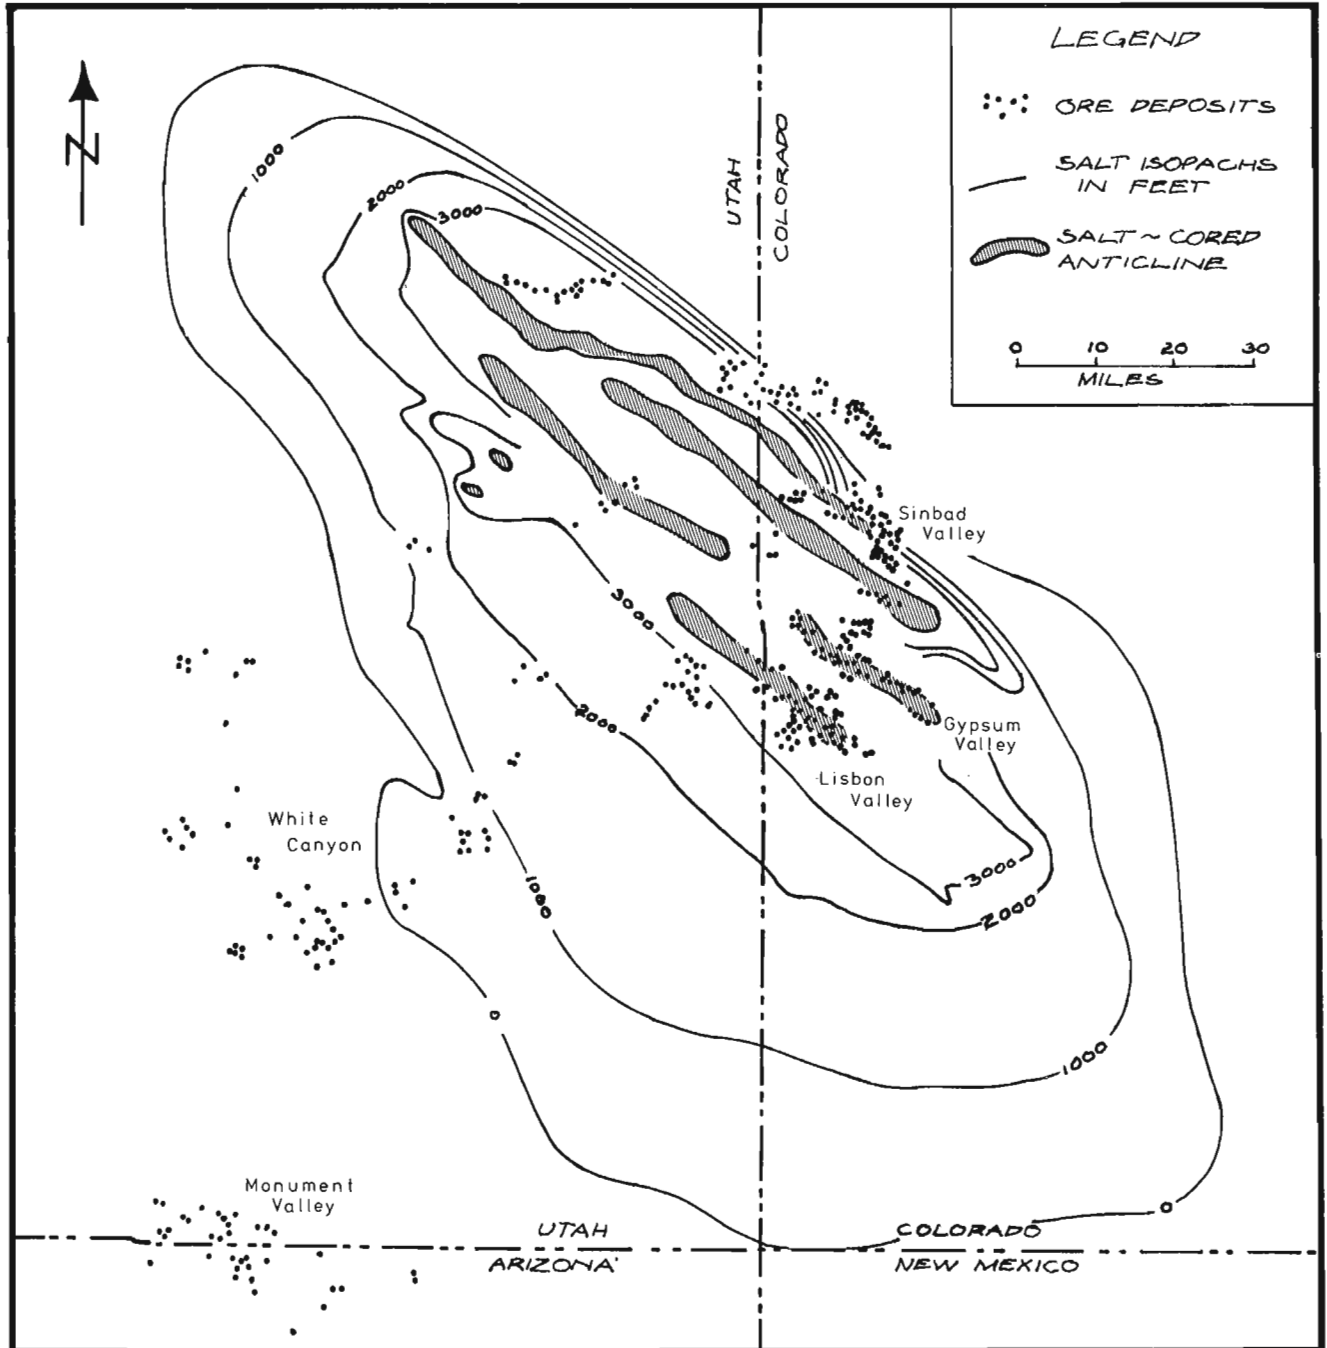 LEGEND
ORE DEPOSITS
SALT ISOPACHS
IN FEET
SALT~CORED
ANTICLINE
0 10 20 30
MILES
N
UTAH
COLORADO
1000
2000
3000
Sinbad
Valley
3000
2000
Gypsum
Valley
Lisbon
Valley
White
Canyon
1000
3000
2000
0
1000
Monument
Valley
0
UTAH
COLORADO
ARIZONA
NEW MEXICO